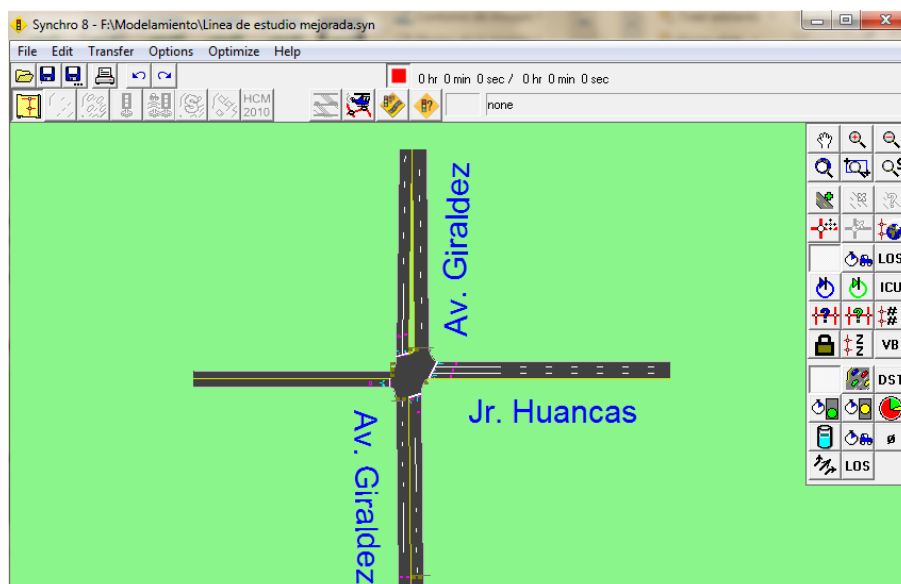 Synchro 8 - F:\Modelamiento\Linea de estudio mejorada.syn
File Edit Transfer Options Optimize Help
0 hr 0 min 0 sec / 0 hr 0 min 0 sec
HCM
2010
none
Av. Giraldez
Jr. Huancas
Av. Giraldez
LOS
ICU
VB
DST
ø
LOS